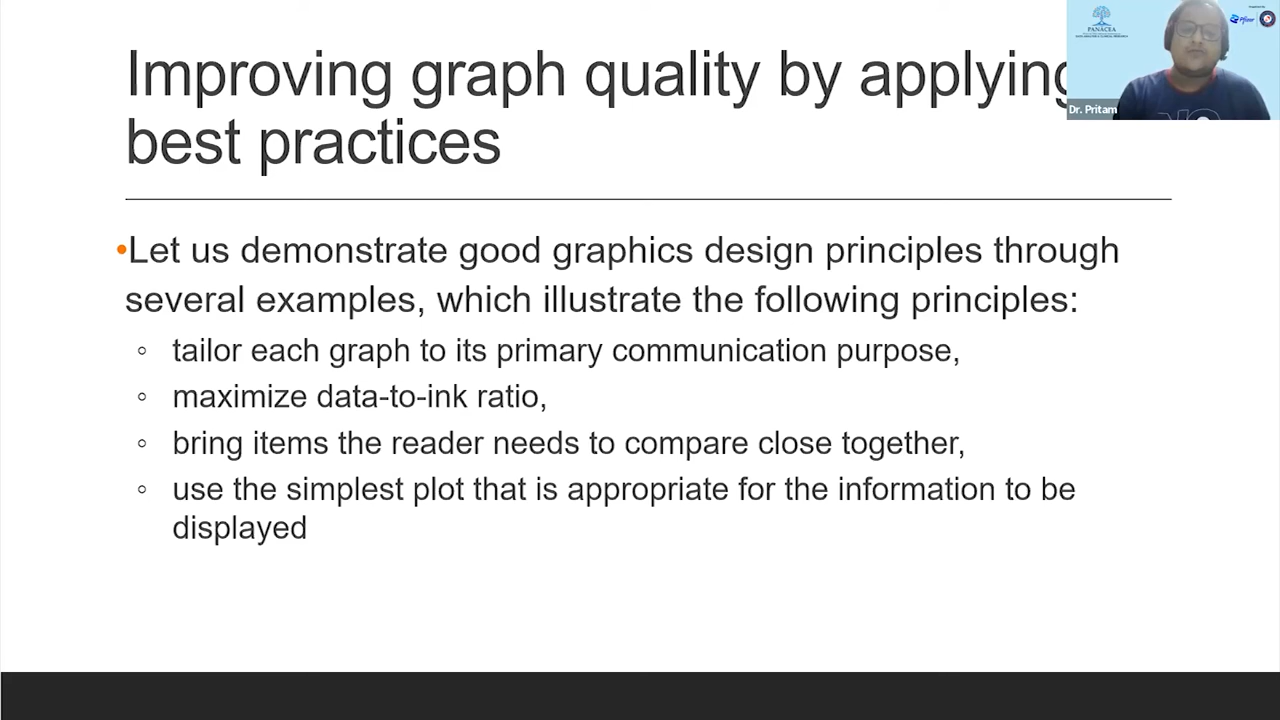 Improving graph quality by applying
best practices
•Let us demonstrate good graphics design principles through
several examples, which illustrate the following principles:
◦ tailor each graph to its primary communication purpose,
◦ maximize data-to-ink ratio,
◦ bring items the reader needs to compare close together,
◦ use the simplest plot that is appropriate for the information to be
displayed
PANACEA
Pfizer
Dr. Pritam